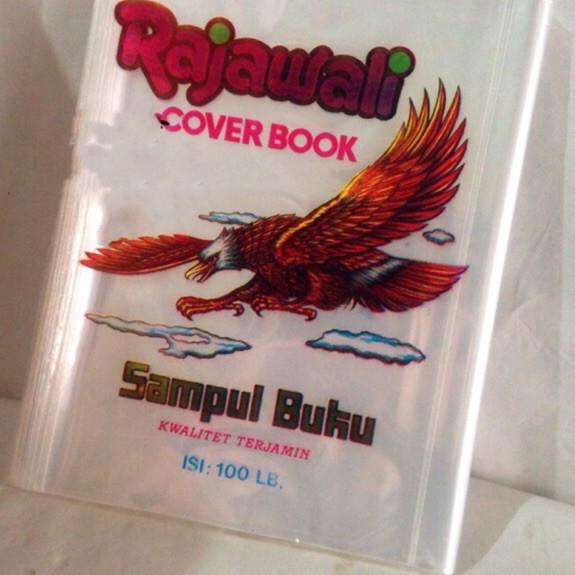 Rajawali
COVER BOOK
Sampul Buku
KWALITET TERJAMIN
ISI: 100 LB.